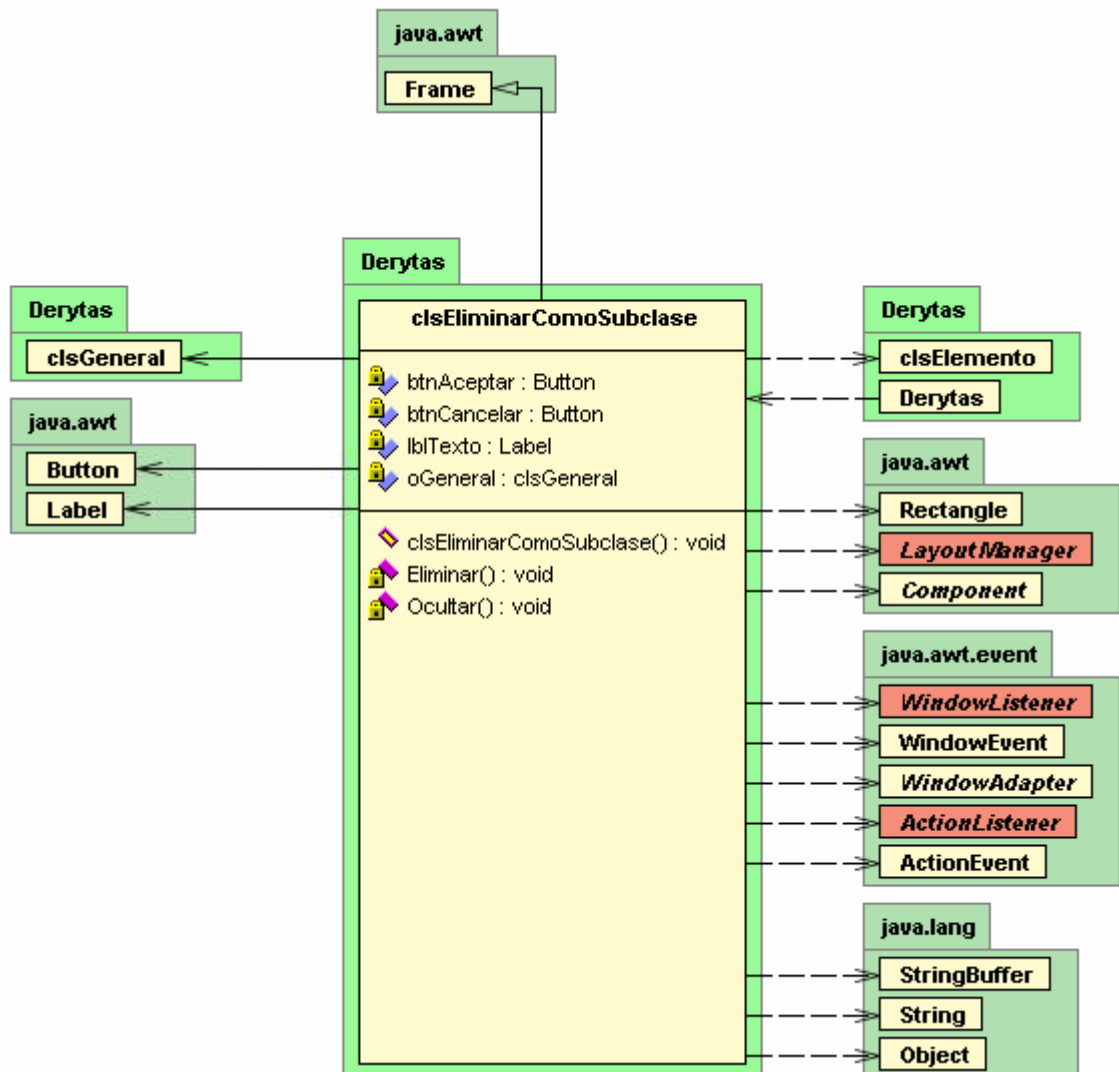 java.awt
Frame
Derytas
clsEliminarComoSubclase
btnAceptar : Button
btnCancelar : Button
lblTexto : Label
oGeneral : clsGeneral
clsEliminarComoSubclase() : void
Eliminar() : void
Ocultar() : void
Derytas
clsGeneral
java.awt
Button
Label
Derytas
clsElemento
Derytas
java.awt
Rectangle
LayoutManager
Component
java.awt.event
WindowListener
WindowEvent
WindowAdapter
ActionListener
ActionEvent
java.lang
StringBuffer
String
Object